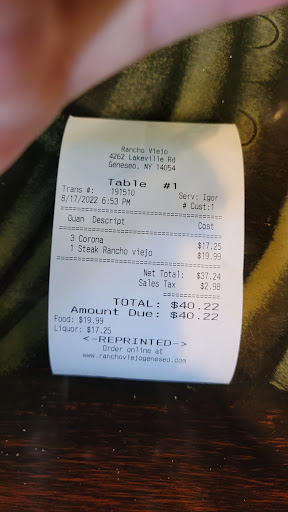 Rancho Viejo
4262 Lakeville Rd
Geneseo, NY 14054
Table #1
Trans #: 191510 Serv: Igor
8/17/2022 6:53 PM # Cust:1
Quan Descript Cost
3 Corona $17.25
1 Steak Rancho viejo $19.99
Net Total: $37.24
Sales Tax $2.98
TOTAL: $40.22
Amount Due: $40.22
Food: $19.99
Liquor: $17.25
<-REPRINTED->
Order online at
www.ranchoviejogeneseo.com